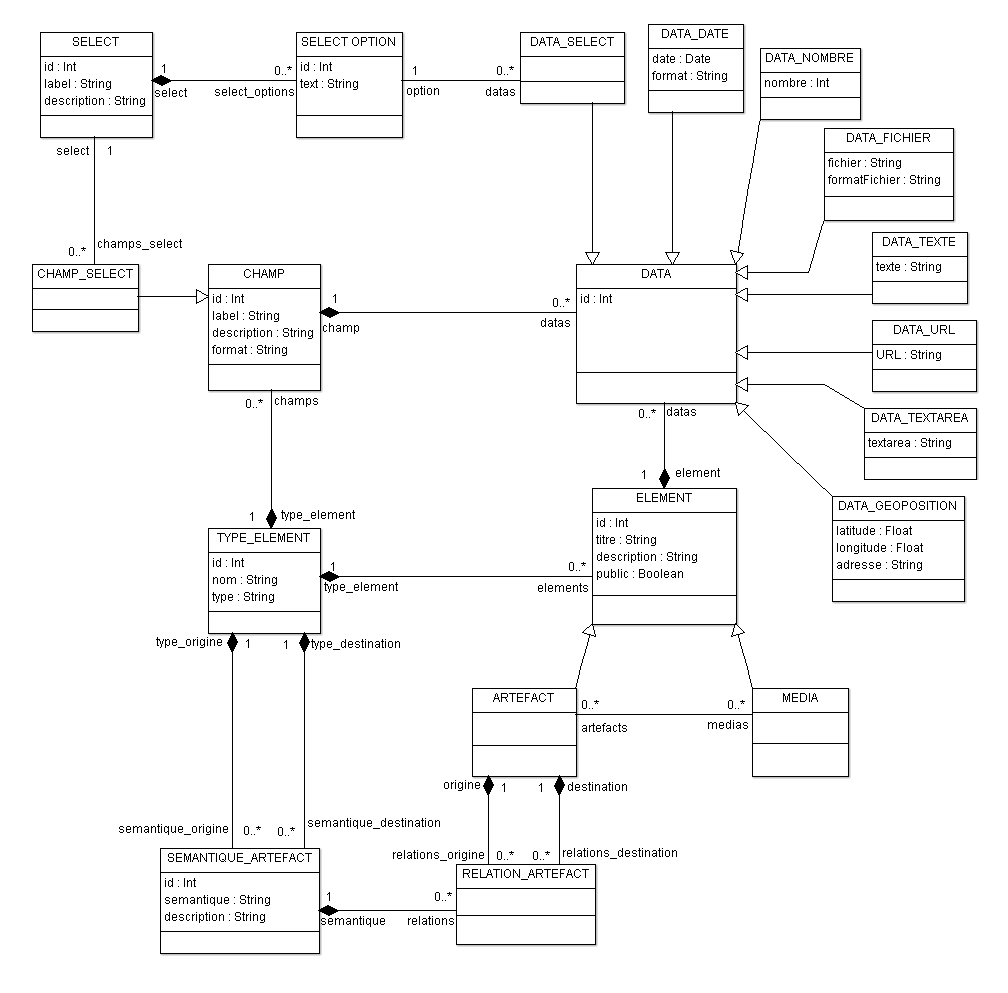 SELECT
id : Int
label : String
description : String
1
select
0..*
select_options
SELECT OPTION
id : Int
text : String
1
option
0..*
datas
DATA_SELECT
DATA_DATE
date : Date
format : String
DATA_NOMBRE
nombre : Int
DATA_FICHIER
fichier : String
formatFichier : String
select
1
0..*
champs_select
CHAMP_SELECT
CHAMP
id : Int
label : String
description : String
format : String
1
champ
0..*
datas
DATA
id : Int
DATA_TEXTE
texte : String
DATA_URL
URL : String
DATA_TEXTAREA
textarea : String
DATA_GEOPOSITION
latitude : Float
longitude : Float
adresse : String
0..*
champs
0..*
datas
1
element
ELEMENT
id : Int
titre : String
description : String
public : Boolean
1
type_element
TYPE_ELEMENT
id : Int
nom : String
type : String
1
type_element
0..*
elements
type_origine
1
1
type_destination
ARTEFACT
0..*
artefacts
0..*
medias
MEDIA
origine
1
1
destination
semantique_origine
0..*
0..*
semantique_destination
relations_origine
0..*
0..*
relations_destination
SEMANTIQUE_ARTEFACT
id : Int
semantique : String
description : String
1
semantique
0..*
relations
RELATION_ARTEFACT